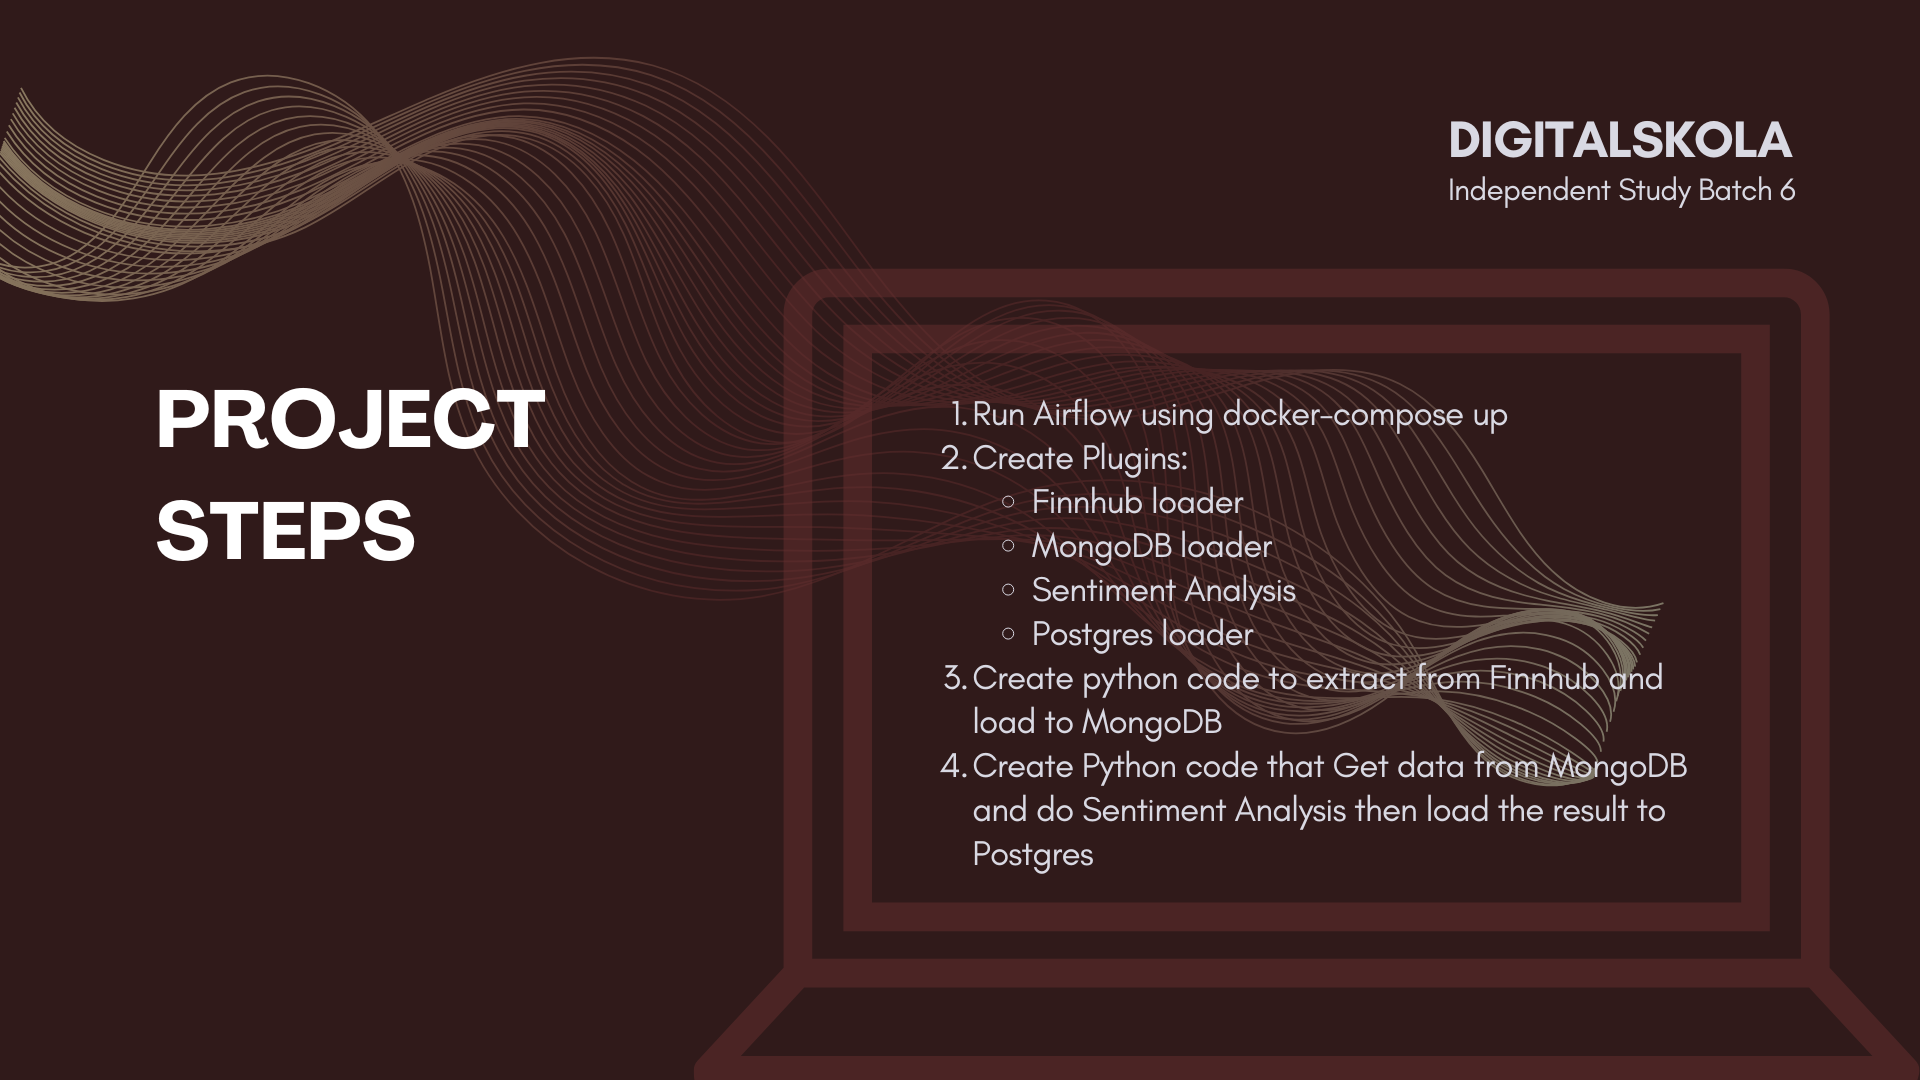 DIGITALSKOLA
Independent Study Batch 6
PROJECT
STEPS
1. Run Airflow using docker-compose up
2. Create Plugins:
○ Finnhub loader
○ MongoDB loader
○ Sentiment Analysis
○ Postgres loader
3. Create python code to extract from Finnhub and
load to MongoDB
4. Create Python code that Get data from MongoDB
and do Sentiment Analysis then load the result to
Postgres